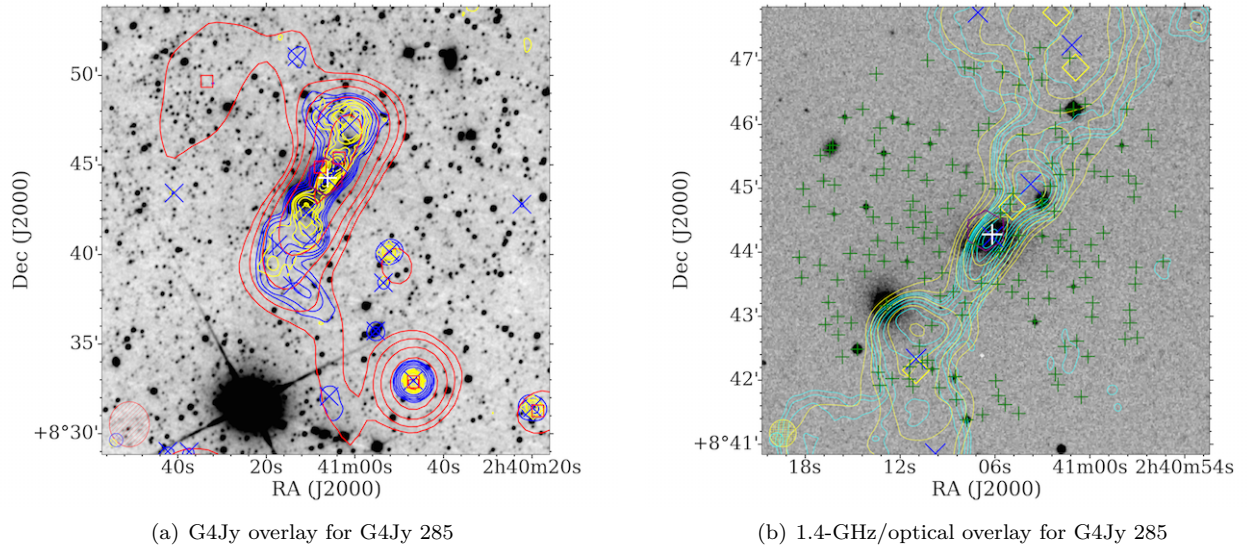 50'
45'
40'
35'
+8°30'
Dec (J2000)
40s
20s
11m00s
40s
2h40m20s
RA (J2000)
(a) G4Jy overlay for G4Jy 285
47'
46'
45'
44'
43'
42'
+8°41'
Dec (J2000)
18s
12s
06s
41m00s
2h40m54s
RA (J2000)
(b) 1.4-GHz/optical overlay for G4Jy 285